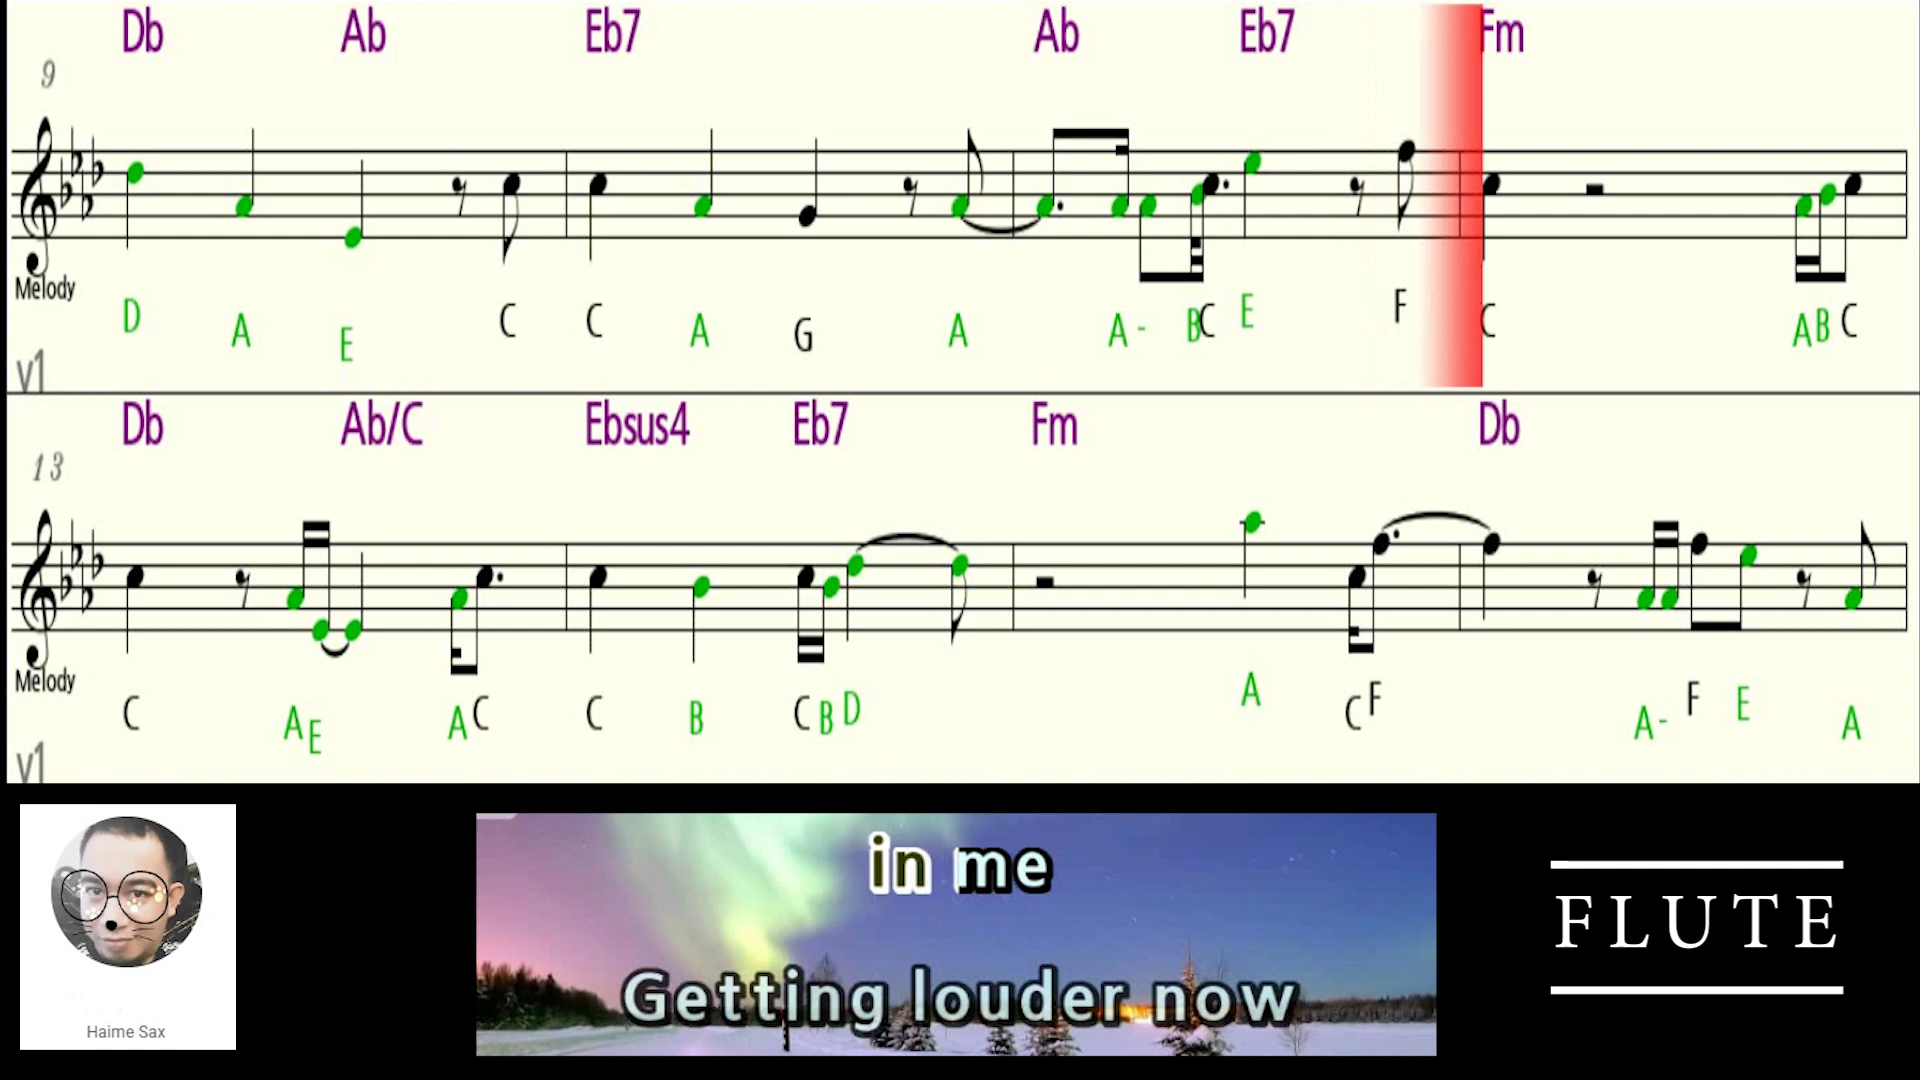 Db Ab Eb7 Ab Eb7 Fm
9
Melody
D A E C C A G A A - B C E F C A B C
v1
Db Ab/C Ebsus4 Eb7 Fm Db
13
Melody
C A E A C C B C B D A C F A - F E A
v1
in me
Getting louder now
Haime Sax
FLUTE